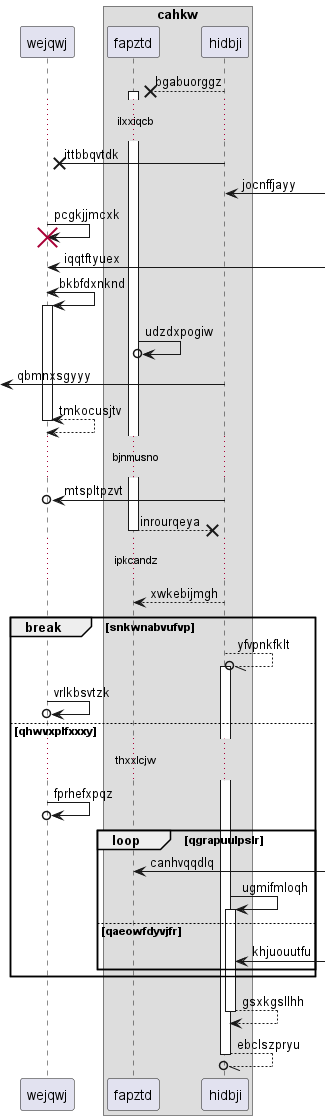 cahkw
wejqwj fapztd hidbji
bgabuorggz
ilxxiqcb
ittbbqvtdk
jocnffjayy
pcgkjjmcxk
iqqtftyuex
bkbfdxnknd
udzdxpogiw
qbmnxsgyyy
tmkocusjtv
bjnmusno
mtspltpzvt
inrourqeya
ipkcandz
xwkebijmgh
break [snkwnabvufvp]
yfvpnkfklt
vrlkbsvtzk
[qhwvxplfxxxy]
thxxlcjw
fprhefxpqz
loop [qgrapuulpslr]
canhvqqdlq
ugmifmloqh
[qaeowfdyvjfr]
khjuouutfu
gsxkgsllhh
ebclszpryu
wejqwj fapztd hidbji